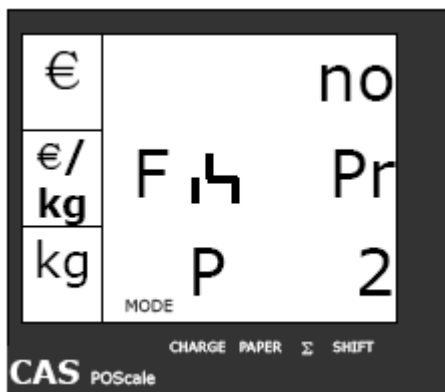 € no
€/kg F Pr
kg P 2
MODE
CHARGE PAPER Σ SHIFT
CAS POScale